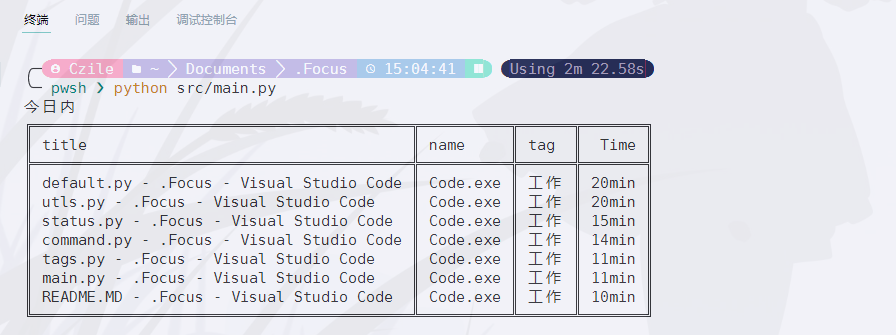 终端 问题 输出 调试控制台
Czile ~ Documents .Focus 15:04:41 Using 2m 22.58s
pwsh ❯ python src/main.py
今日内
title name tag Time
default.py - .Focus - Visual Studio Code Code.exe 工作 20min
utls.py - .Focus - Visual Studio Code Code.exe 工作 20min
status.py - .Focus - Visual Studio Code Code.exe 工作 15min
command.py - .Focus - Visual Studio Code Code.exe 工作 14min
tags.py - .Focus - Visual Studio Code Code.exe 工作 11min
main.py - .Focus - Visual Studio Code Code.exe 工作 11min
README.MD - .Focus - Visual Studio Code Code.exe 工作 10min